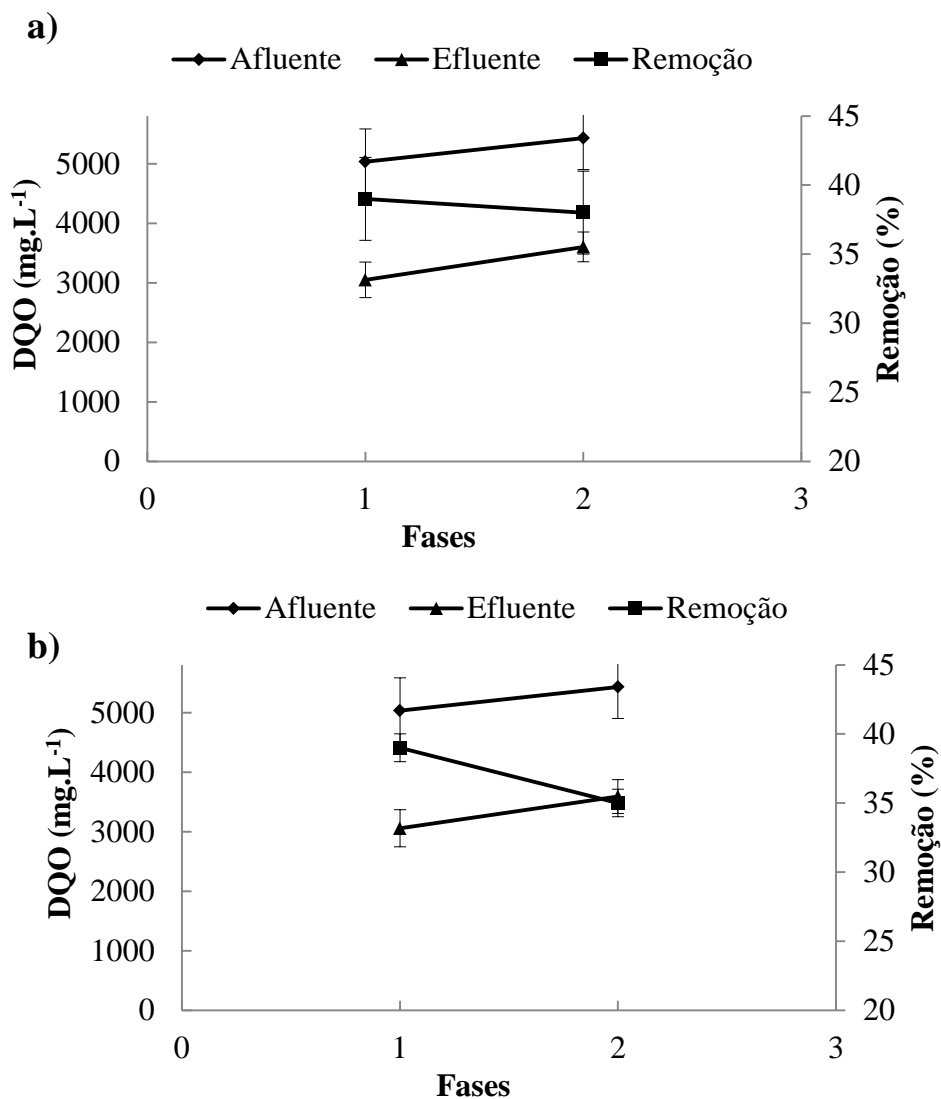 a)
Afluente Efluente Remoção
45
5000
40
4000
35
3000
30
2000
1000
25
0
20
0 1 2 3
DQO (mg.L-1)
Remoção (%)
Fases
Afluente Efluente Remoção
b)
45
5000
40
4000
35
3000
30
2000
1000
25
0
20
0 1 2 3
DQO (mg.L-1)
Remoção (%)
Fases